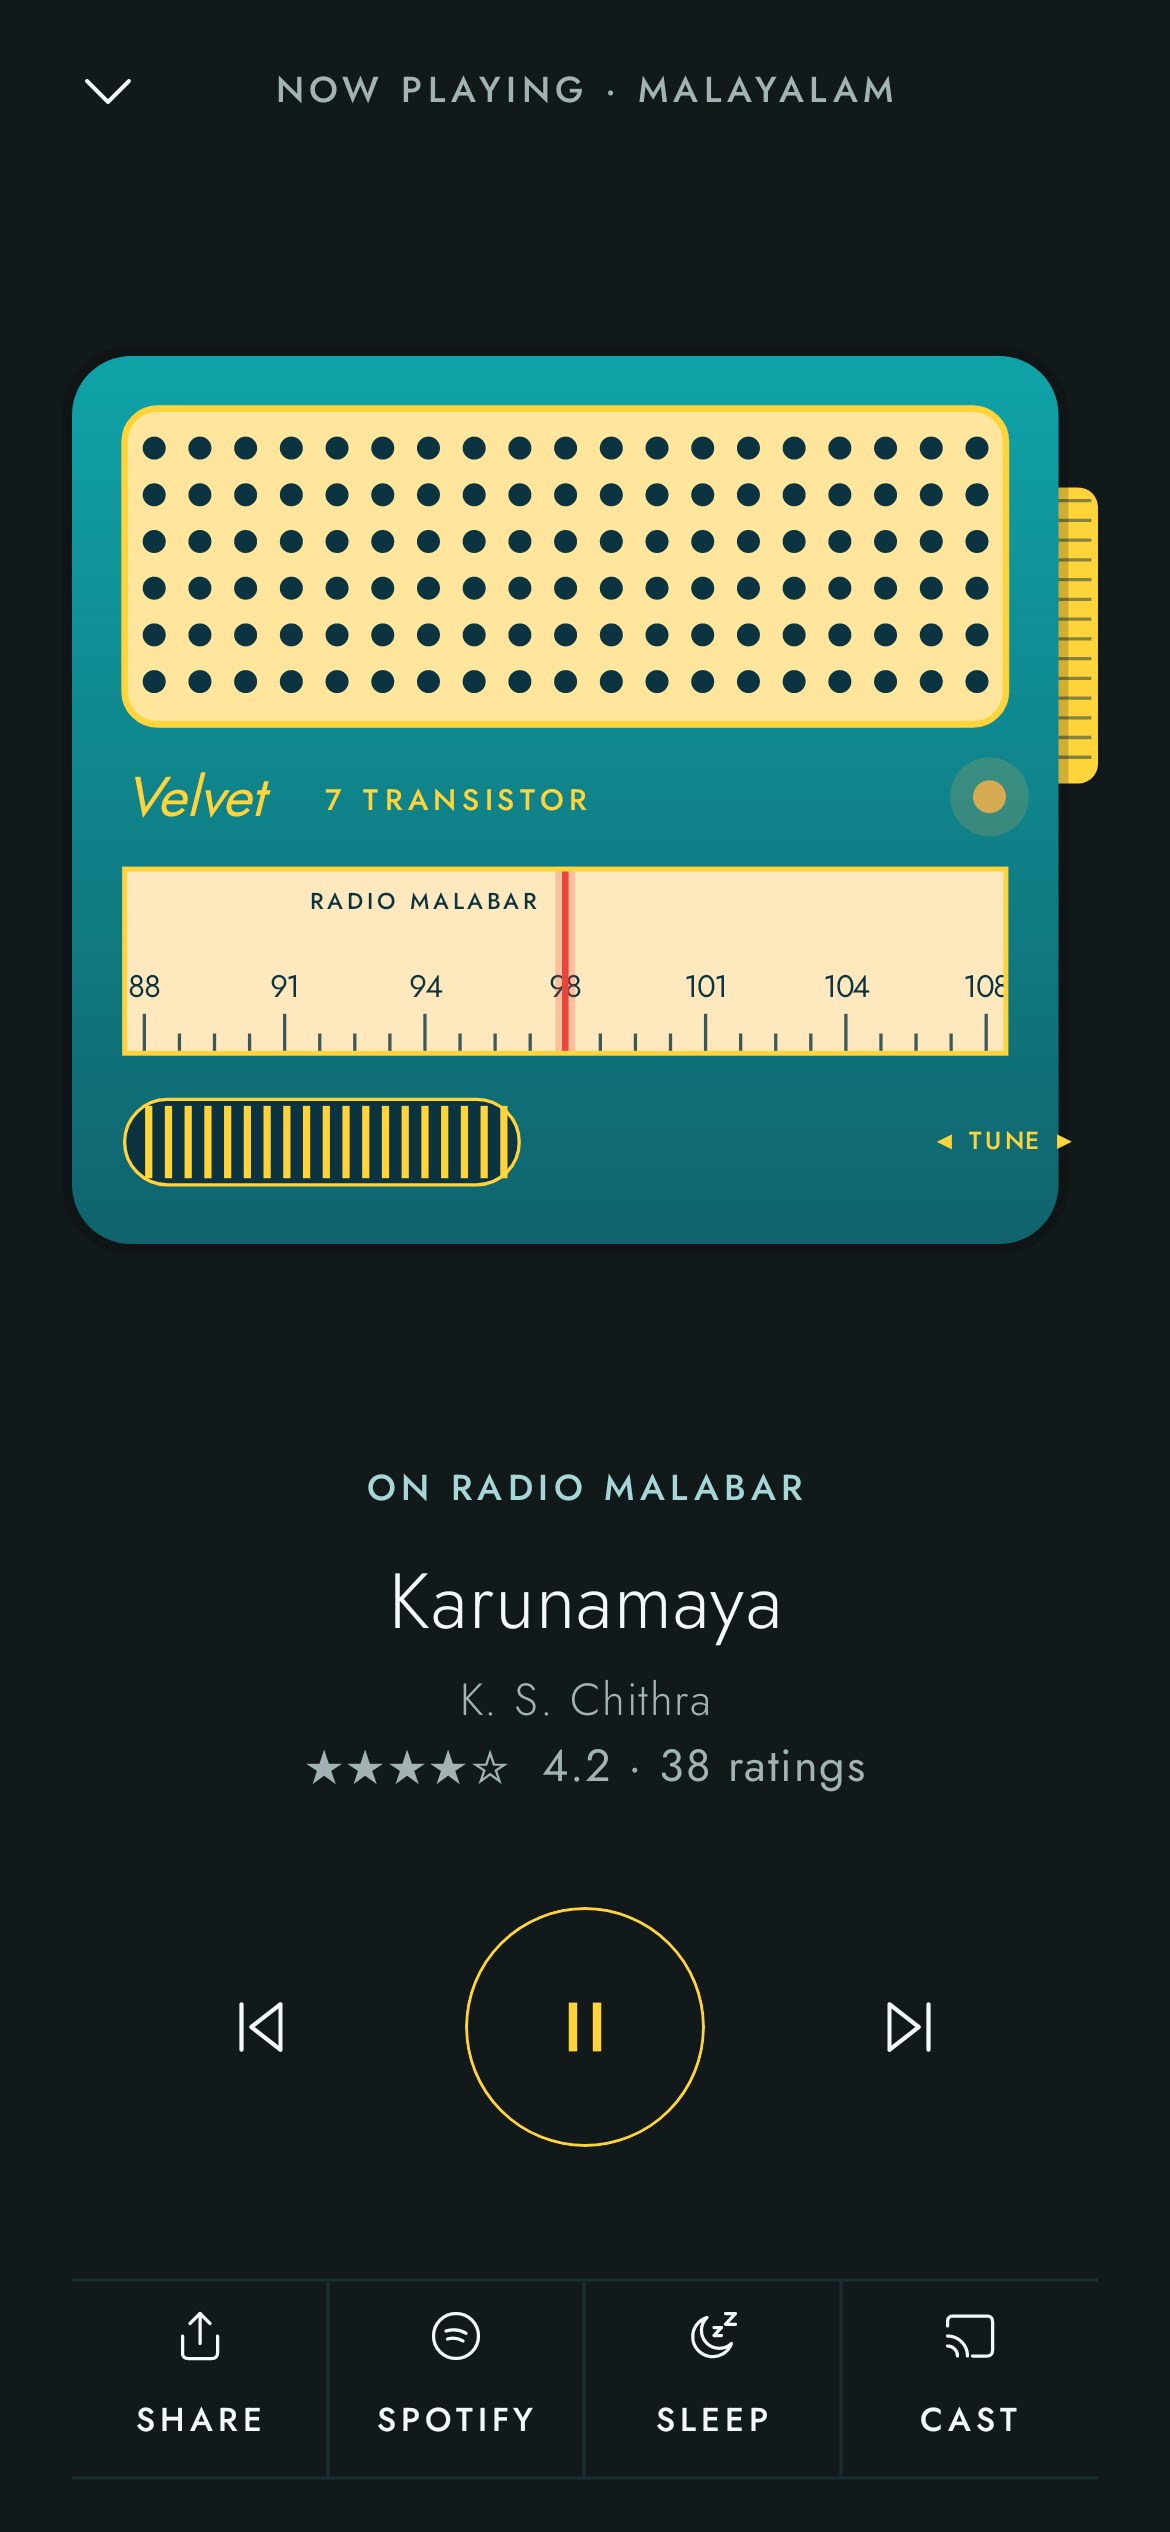 NOW PLAYING · MALAYALAM
Velvet 7 TRANSISTOR
RADIO MALABAR
88 91 94 98 101 104 108
◄ TUNE ►
ON RADIO MALABAR
Karunamaya
K. S. Chithra
★★★★☆ 4.2 · 38 ratings
SHARE SPOTIFY SLEEP CAST